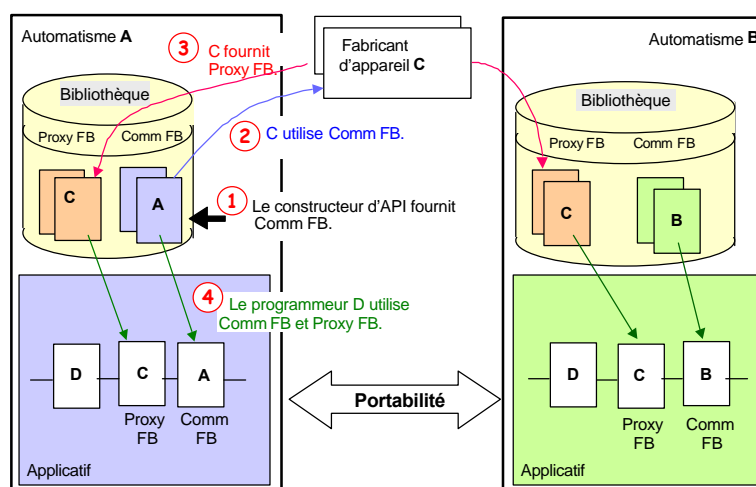 Automatisme A
3
C fournit
Proxy FB.
Fabricant
d'appareil C
Automatisme B
Bibliothèque
Proxy FB
Comm FB
2
C utilise Comm FB.
C
A
1
Le constructeur d'API fournit
Comm FB.
Bibliothèque
Proxy FB
Comm FB
C
B
4
Le programmeur D utilise
Comm FB et Proxy FB.
D
C
A
Proxy
FB
Comm
FB
Applicatif
Portabilité
D
C
B
Proxy
FB
Comm
FB
Applicatif